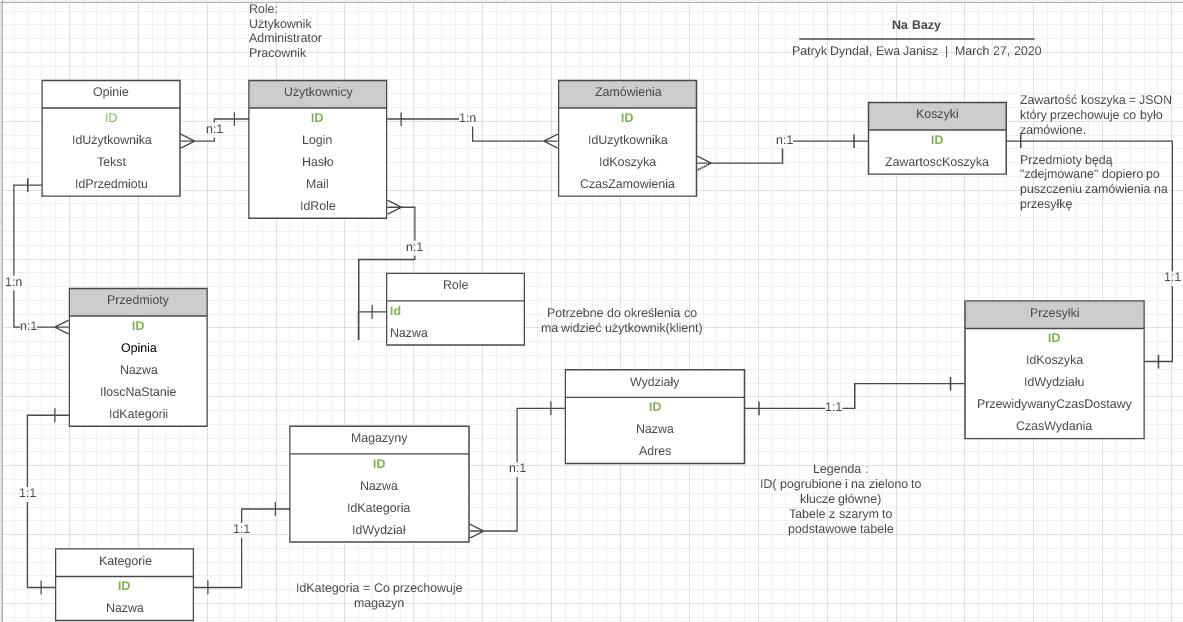 Role:
Użytkownik
Administrator
Pracownik
Na Bazy
Patryk Dyndał, Ewa Janisz | March 27, 2020
Opinie
ID
IdUżytkownika
Tekst
IdPrzedmiotu
n:1
Użytkownicy
ID
Login
Hasło
Mail
IdRole
1:n
Zamówienia
ID
IdUzytkownika
IdKoszyka
CzasZamowienia
n:1
Koszyki
ID
ZawartoscKoszyka
Zawartość koszyka = JSON
który przechowuje co było
zamówione.
Przedmioty będą
"zdejmowane" dopiero po
puszczeniu zamówienia na
przesyłkę
n:1
1:n
n:1
1:1
Przedmioty
ID
Opinia
Nazwa
IloscNaStanie
IdKategorii
Role
Id
Nazwa
Potrzebne do określenia co
ma widzieć użytkownik(klient)
Przesyłki
ID
IdKoszyka
IdWydziału
PrzewidywanyCzasDostawy
CzasWydania
Wydziały
ID
Nazwa
Adres
1:1
Magazyny
ID
Nazwa
IdKategoria
IdWydział
n:1
Legenda :
ID( pogrubione i na zielono to
klucze główne)
Tabele z szarym to
podstawowe tabele
1:1
1:1
Kategorie
ID
Nazwa
IdKategoria = Co przechowuje
magazyn